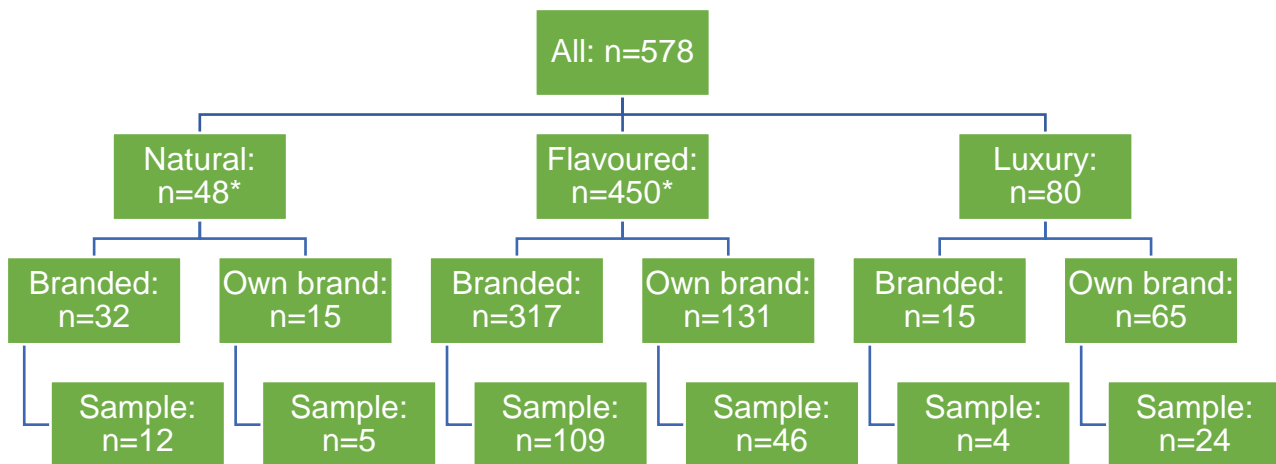 All: n=578
Natural:
n=48*
Flavoured:
n=450*
Luxury:
n=80
Branded:
n=32
Own brand:
n=15
Branded:
n=317
Own brand:
n=131
Branded:
n=15
Own brand:
n=65
Sample:
n=12
Sample:
n=5
Sample:
n=109
Sample:
n=46
Sample:
n=4
Sample:
n=24